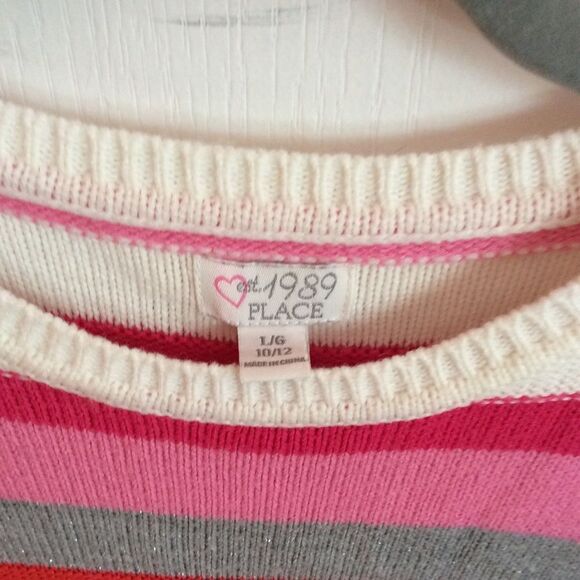 est. 1989
PLACE
L/G
10/12
MADE IN CHINA